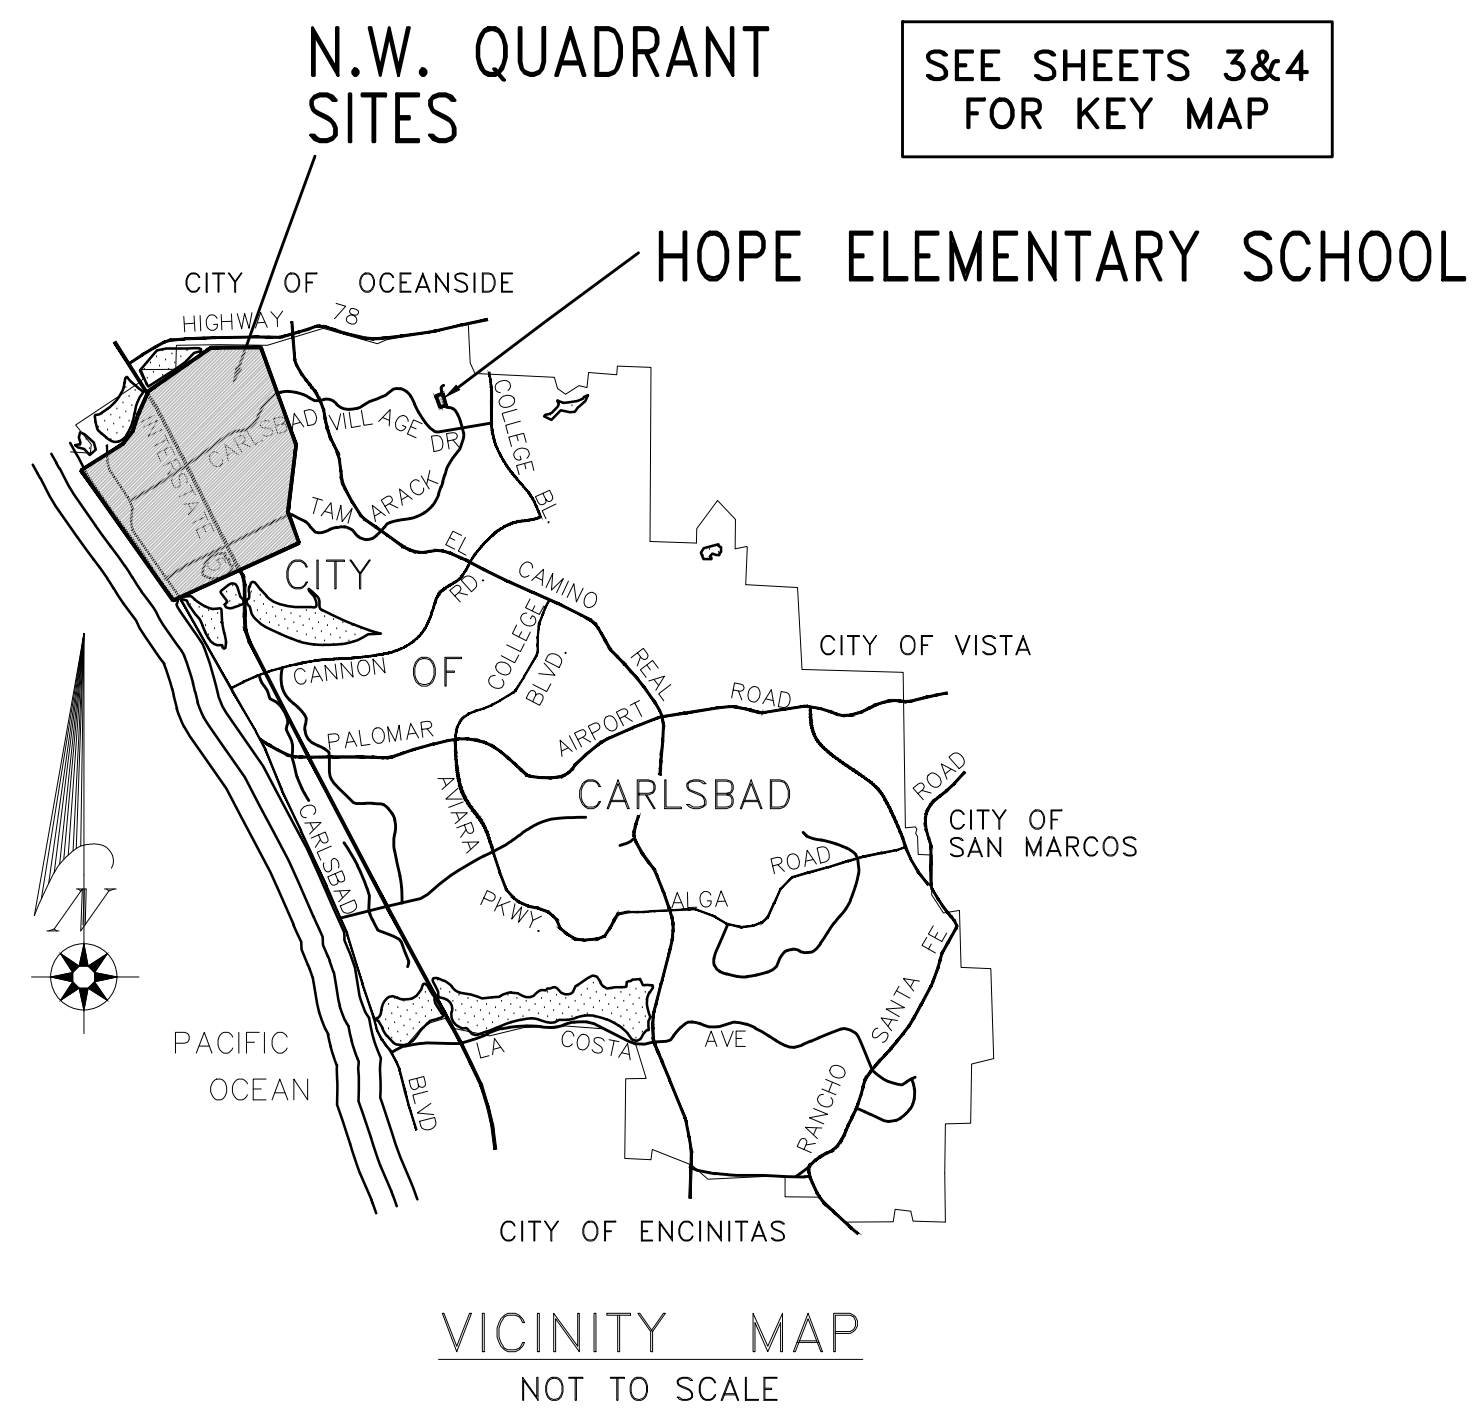 N.W. QUADRANT
SITES
SEE SHEETS 3&4
FOR KEY MAP
HOPE ELEMENTARY SCHOOL
CITY OF OCEANSIDE
HIGHWAY 78
CARLSBAD VILLAGE DR
COLLEGE BL.
INTERSTATE 5
TAMARACK
EL CAMINO REAL
CITY
OF
CARLSBAD
RD.
CANNON
COLLEGE
BLVD.
CITY OF VISTA
PALOMAR AIRPORT ROAD
AVIARA PKWY.
CARLSBAD BLVD
ROAD
CITY OF
SAN MARCOS
ALGA ROAD
N
RANCHO SANTA FE
PACIFIC
OCEAN
LA COSTA AVE
CITY OF ENCINITAS
VICINITY MAP
NOT TO SCALE